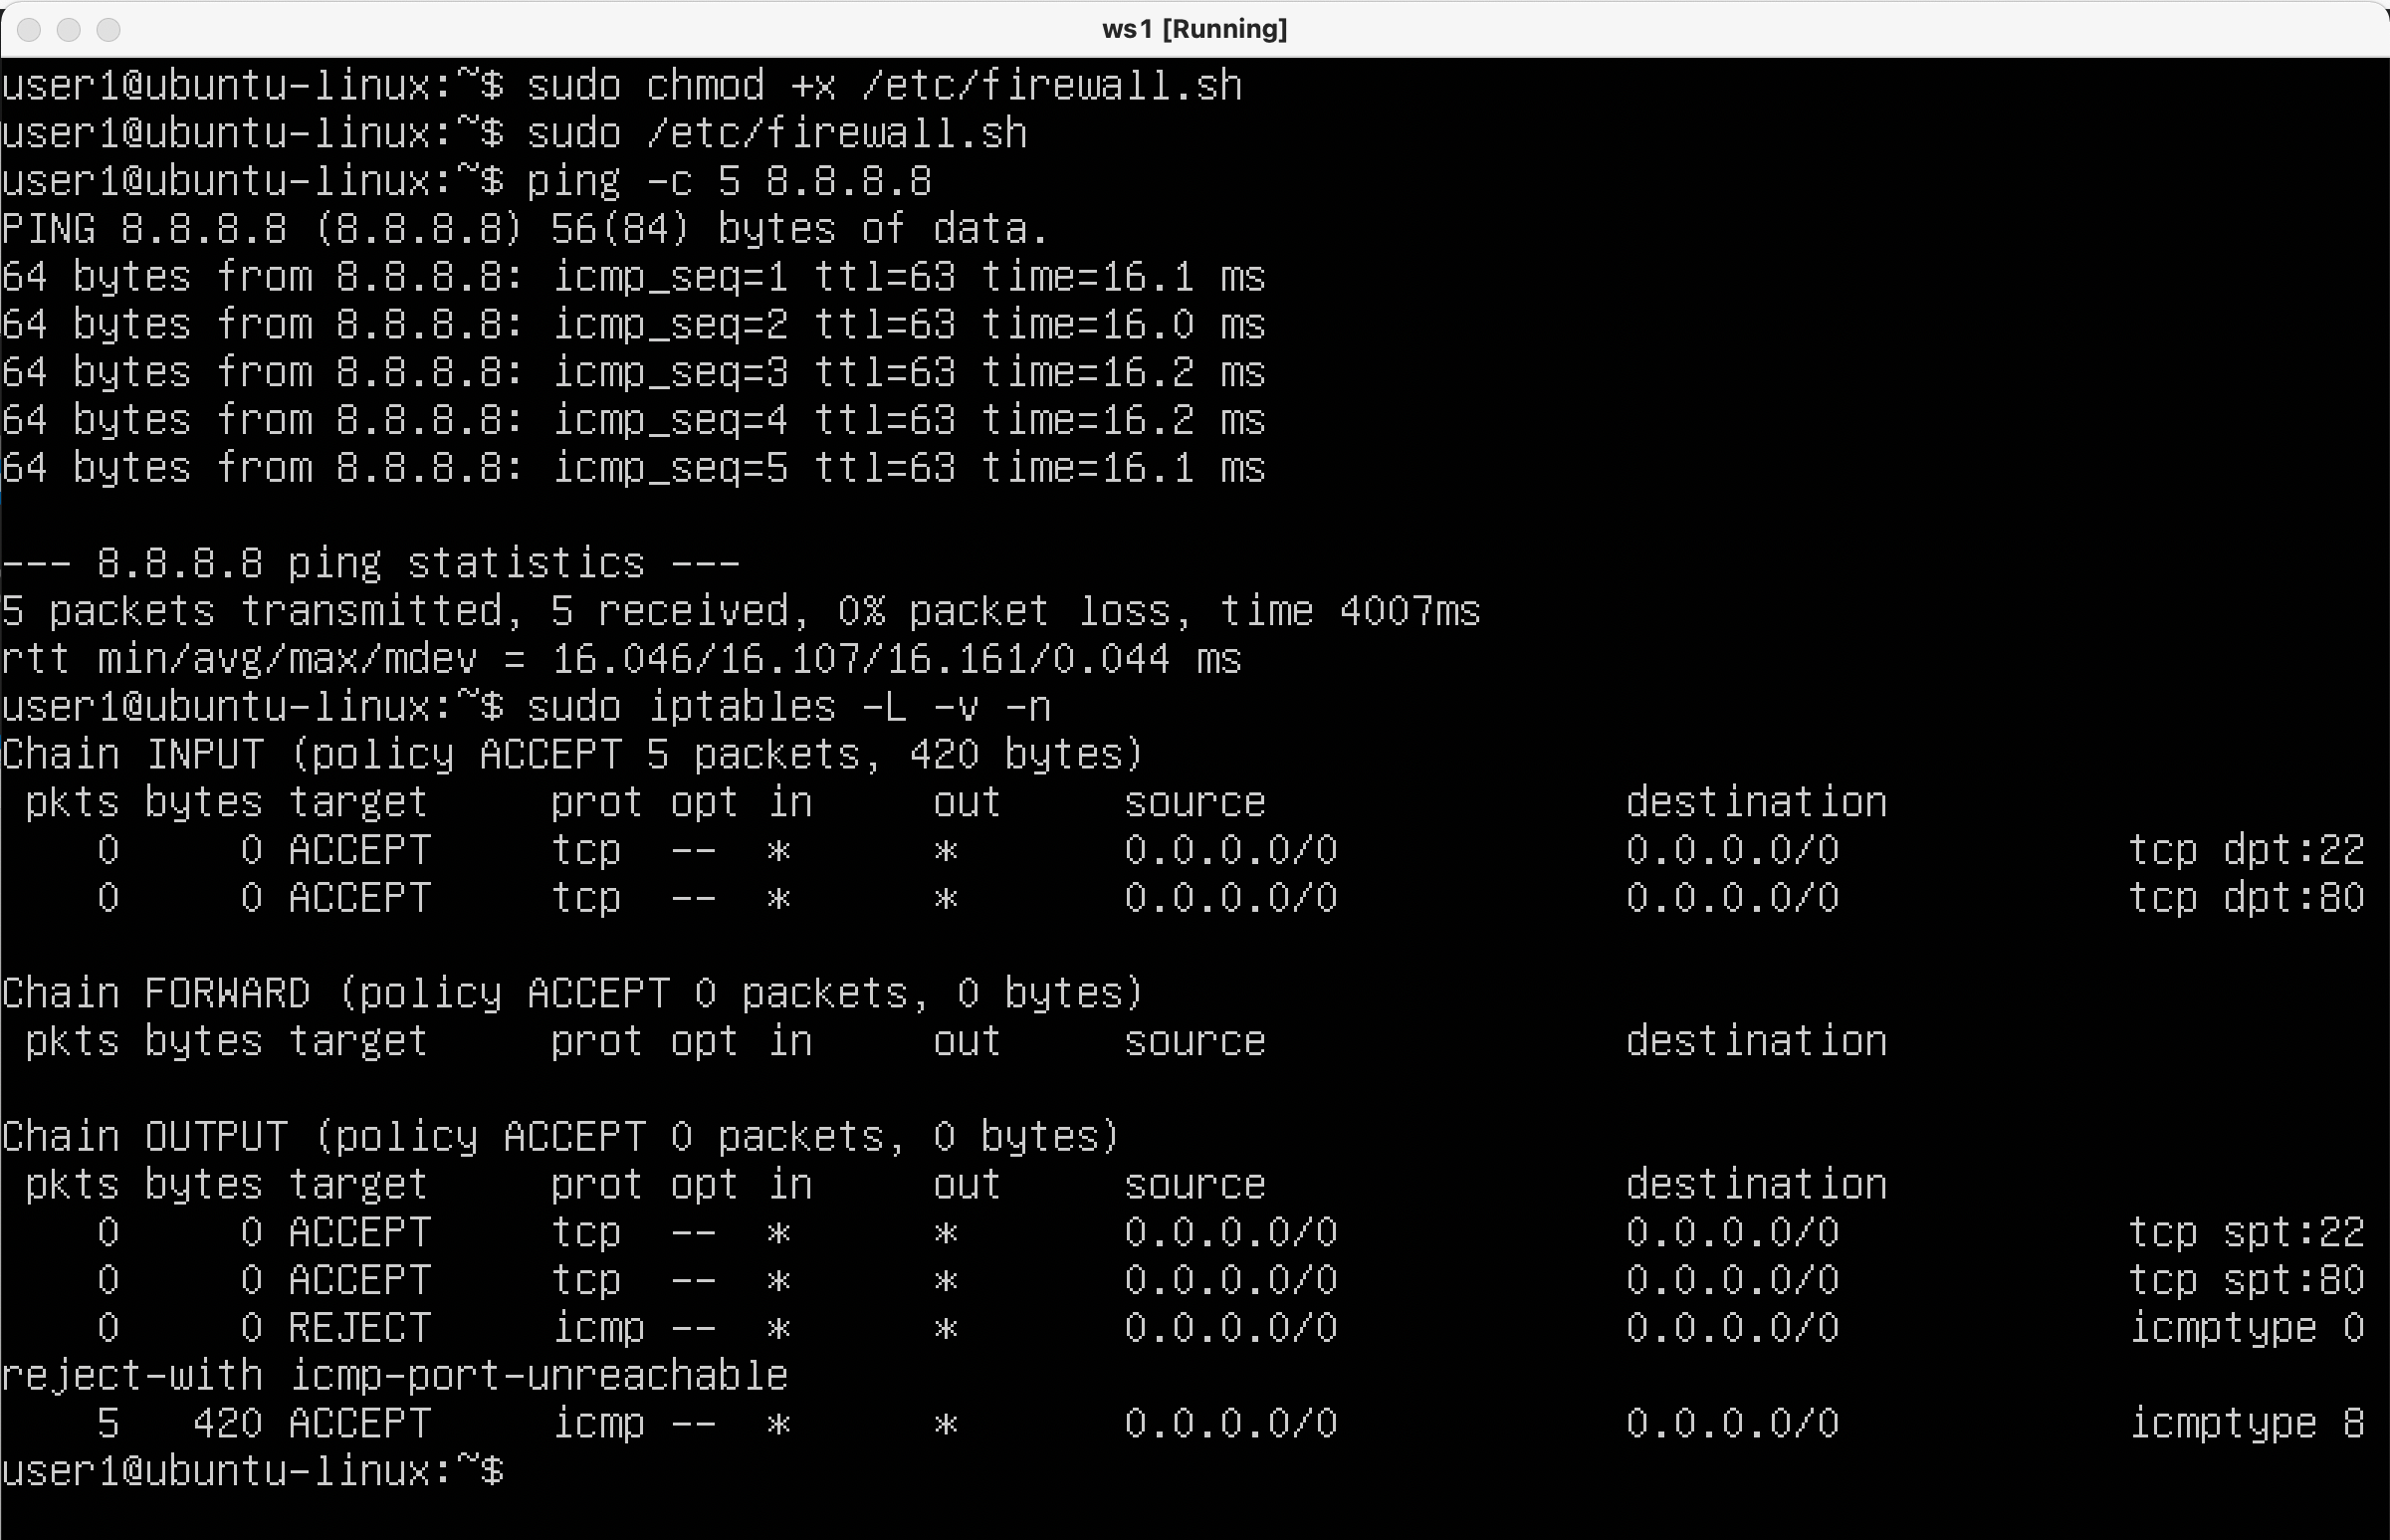 ws1 [Running]
user1@ubuntu-linux:~$ sudo chmod +x /etc/firewall.sh
user1@ubuntu-linux:~$ sudo /etc/firewall.sh
user1@ubuntu-linux:~$ ping -c 5 8.8.8.8
PING 8.8.8.8 (8.8.8.8) 56(84) bytes of data.
64 bytes from 8.8.8.8: icmp_seq=1 ttl=63 time=16.1 ms
64 bytes from 8.8.8.8: icmp_seq=2 ttl=63 time=16.0 ms
64 bytes from 8.8.8.8: icmp_seq=3 ttl=63 time=16.2 ms
64 bytes from 8.8.8.8: icmp_seq=4 ttl=63 time=16.2 ms
64 bytes from 8.8.8.8: icmp_seq=5 ttl=63 time=16.1 ms
--- 8.8.8.8 ping statistics ---
5 packets transmitted, 5 received, 0% packet loss, time 4007ms
rtt min/avg/max/mdev = 16.046/16.107/16.161/0.044 ms
user1@ubuntu-linux:~$ sudo iptables -L -v -n
Chain INPUT (policy ACCEPT 5 packets, 420 bytes)
 pkts bytes target     prot opt in     out     source               destination
    0     0 ACCEPT     tcp  --  *      *       0.0.0.0/0            0.0.0.0/0            tcp dpt:22
    0     0 ACCEPT     tcp  --  *      *       0.0.0.0/0            0.0.0.0/0            tcp dpt:80
Chain FORWARD (policy ACCEPT 0 packets, 0 bytes)
 pkts bytes target     prot opt in     out     source               destination
Chain OUTPUT (policy ACCEPT 0 packets, 0 bytes)
 pkts bytes target     prot opt in     out     source               destination
    0     0 ACCEPT     tcp  --  *      *       0.0.0.0/0            0.0.0.0/0            tcp spt:22
    0     0 ACCEPT     tcp  --  *      *       0.0.0.0/0            0.0.0.0/0            tcp spt:80
    0     0 REJECT     icmp --  *      *       0.0.0.0/0            0.0.0.0/0            icmptype 0
reject-with icmp-port-unreachable
    5   420 ACCEPT     icmp --  *      *       0.0.0.0/0            0.0.0.0/0            icmptype 8
user1@ubuntu-linux:~$